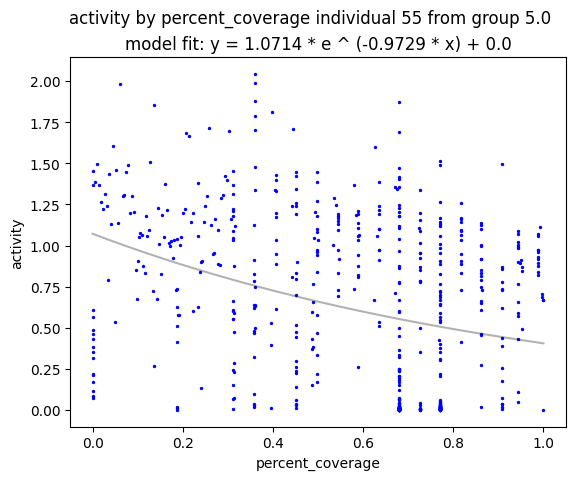 activity by percent_coverage individual 55 from group 5.0
model fit: y = 1.0714 * e ^ (-0.9729 * x) + 0.0
2.00
1.75
1.50
1.25
1.00
0.75
0.50
0.25
0.00
activity
0.0 0.2 0.4 0.6 0.8 1.0
percent_coverage